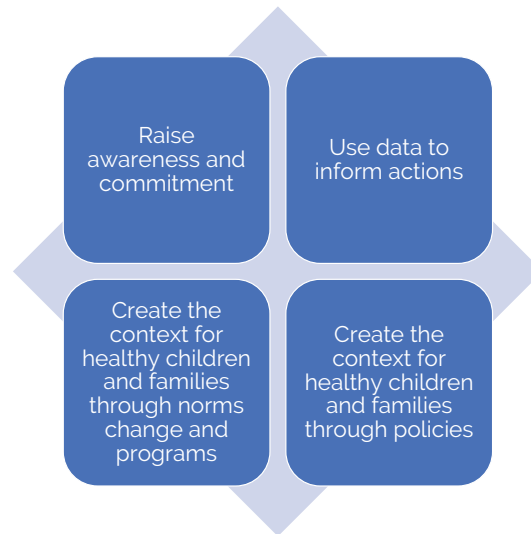 Raise
awareness and
commitment
Use data to
inform actions
Create the
context for
healthy children
and families
through norms
change and
programs
Create the
context for
healthy children
and families
through policies